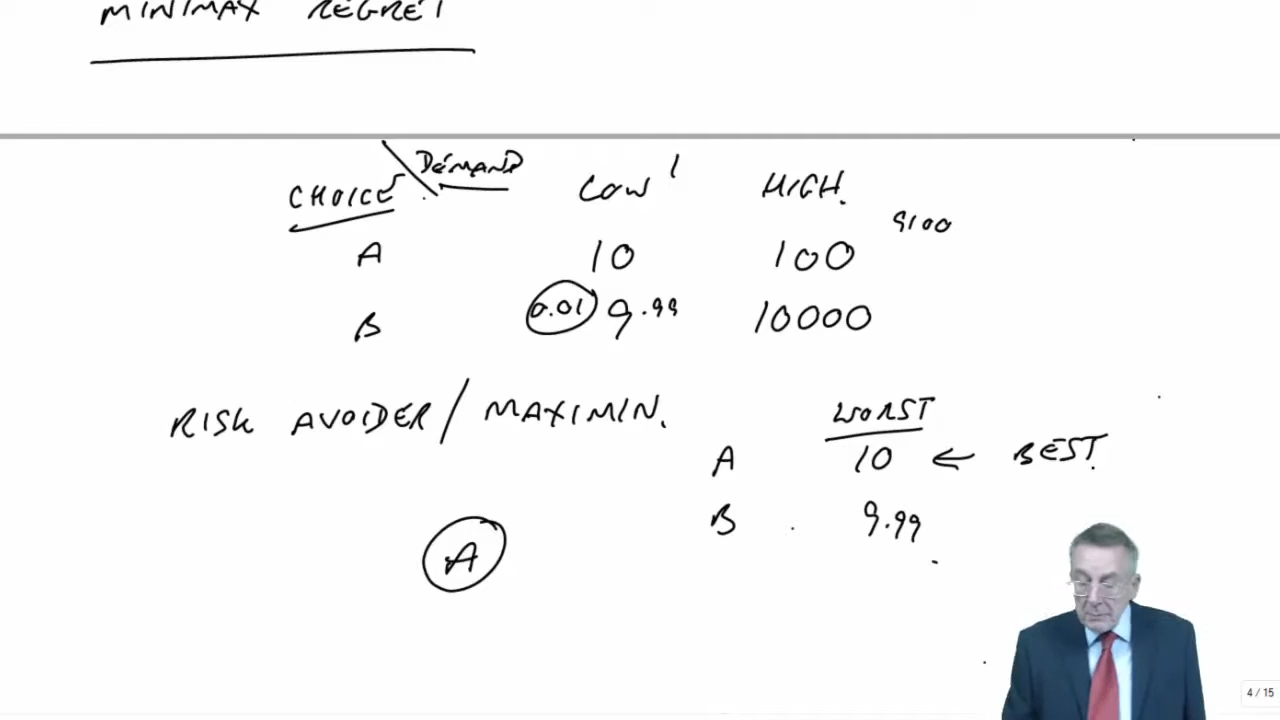 MINIMAX REGRET
DEMAND
CHOICE LOW HIGH.
9100
A 10 100
B 0.01 9.99 10000
RISK AVOIDER / MAXIMIN.
WORST
A 10 ← BEST.
B 9.99
A
4 / 15